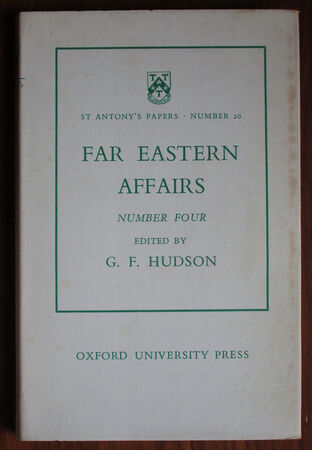 T T
T
ST ANTONY'S PAPERS · NUMBER 20
FAR EASTERN
AFFAIRS
NUMBER FOUR
EDITED BY
G. F. HUDSON
OXFORD UNIVERSITY PRESS